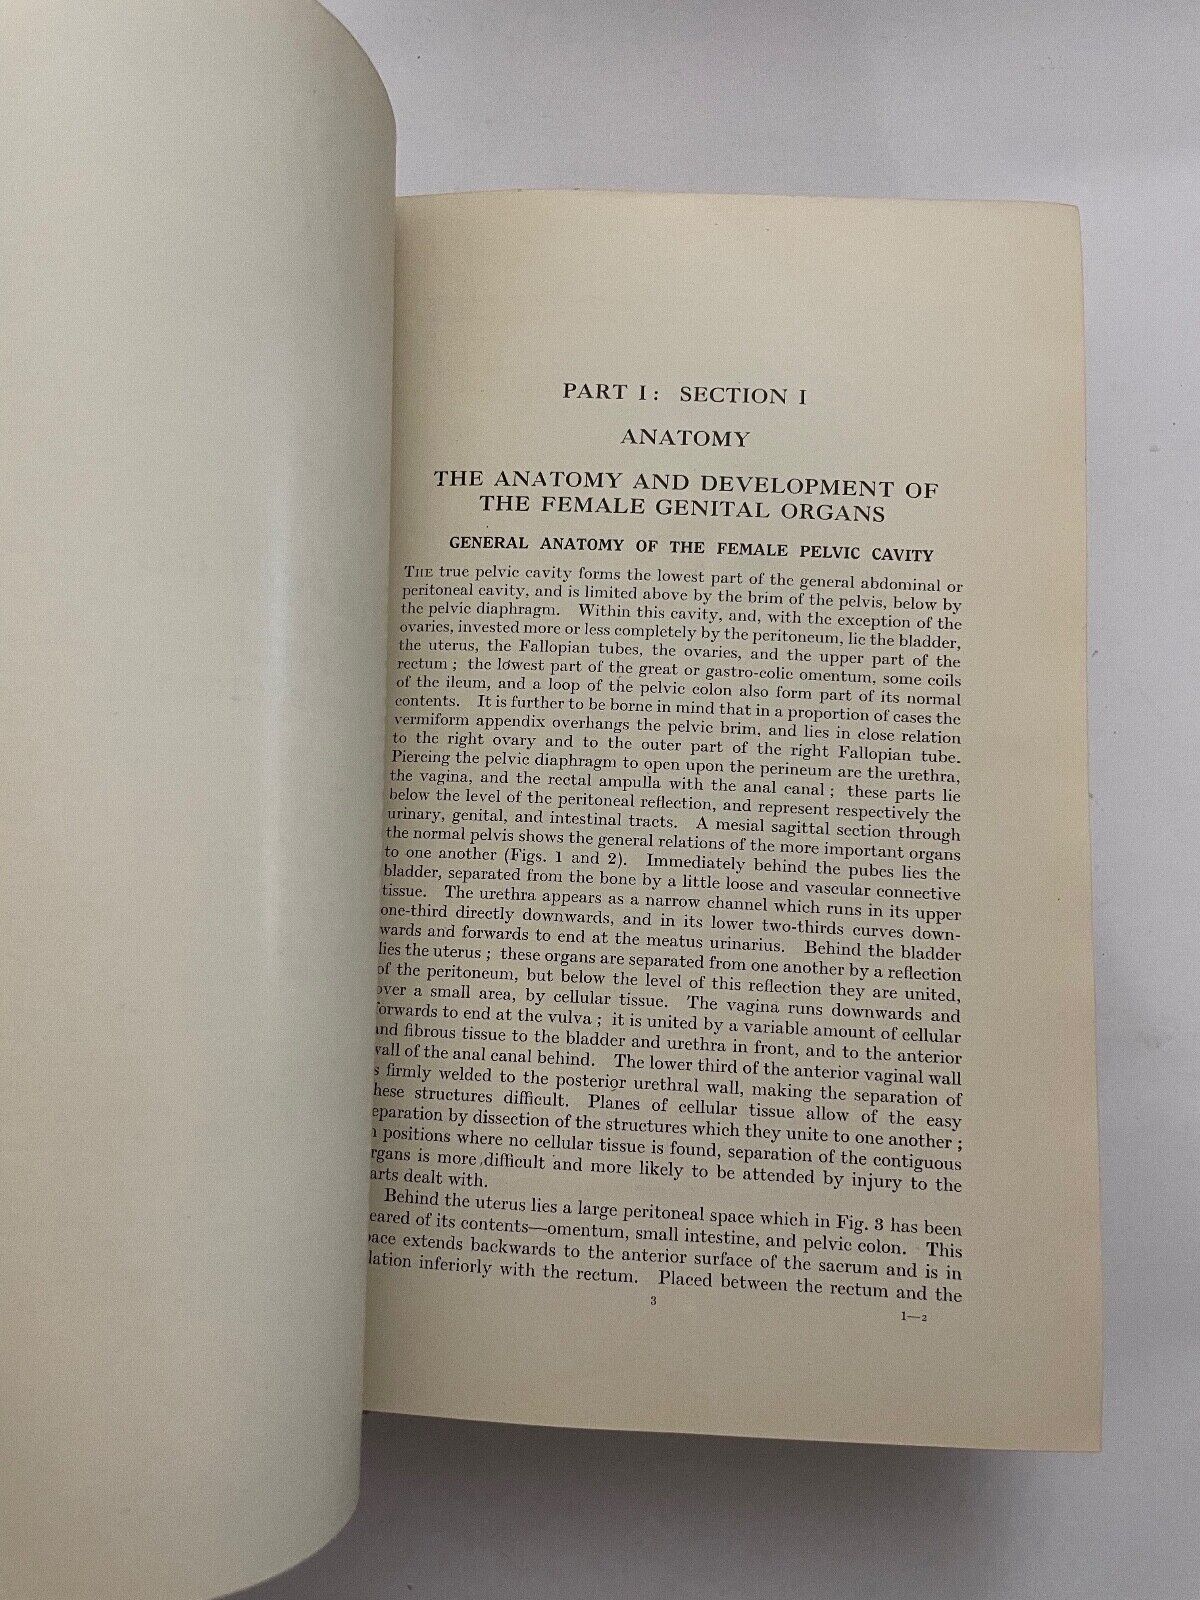 PART I: SECTION I
ANATOMY
THE ANATOMY AND DEVELOPMENT OF
THE FEMALE GENITAL ORGANS
GENERAL ANATOMY OF THE FEMALE PELVIC CAVITY
THE true pelvic cavity forms the lowest part of the general abdominal or
peritoneal cavity, and is limited above by the brim of the pelvis, below by
the pelvic diaphragm. Within this cavity, and, with the exception of the
ovaries, invested more or less completely by the peritoneum, lie the bladder,
the uterus, the Fallopian tubes, the ovaries, and the upper part of the
rectum; the lowest part of the great or gastro-colic omentum, some coils
of the ileum, and a loop of the pelvic colon also form part of its normal
contents. It is further to be borne in mind that in a proportion of cases the
vermiform appendix overhangs the pelvic brim, and lies in close relation
to the right ovary and to the outer part of the right Fallopian tube.
Piercing the pelvic diaphragm to open upon the perineum are the urethra,
the vagina, and the rectal ampulla with the anal canal; these parts lie
below the level of the peritoneal reflection, and represent respectively the
urinary, genital, and intestinal tracts. A mesial sagittal section through
the normal pelvis shows the general relations of the more important organs
to one another (Figs. 1 and 2). Immediately behind the pubes lies the
bladder, separated from the bone by a little loose and vascular connective
tissue. The urethra appears as a narrow channel which runs in its upper
one-third directly downwards, and in its lower two-thirds curves down-
wards and forwards to end at the meatus urinarius. Behind the bladder
lies the uterus; these organs are separated from one another by a reflection
of the peritoneum, but below the level of this reflection they are united,
over a small area, by cellular tissue. The vagina runs downwards and
forwards to end at the vulva; it is united by a variable amount of cellular
and fibrous tissue to the bladder and urethra in front, and to the anterior
wall of the anal canal behind. The lower third of the anterior vaginal wall
s firmly welded to the posterior urethral wall, making the separation of
hese structures difficult. Planes of cellular tissue allow of the easy
eparation by dissection of the structures which they unite to one another;
n positions where no cellular tissue is found, separation of the contiguous
rgans is more difficult and more likely to be attended by injury to the
arts dealt with.
Behind the uterus lies a large peritoneal space which in Fig. 3 has been
eared of its contents—omentum, small intestine, and pelvic colon. This
ace extends backwards to the anterior surface of the sacrum and is in
lation inferiorly with the rectum. Placed between the rectum and the
3
1—2